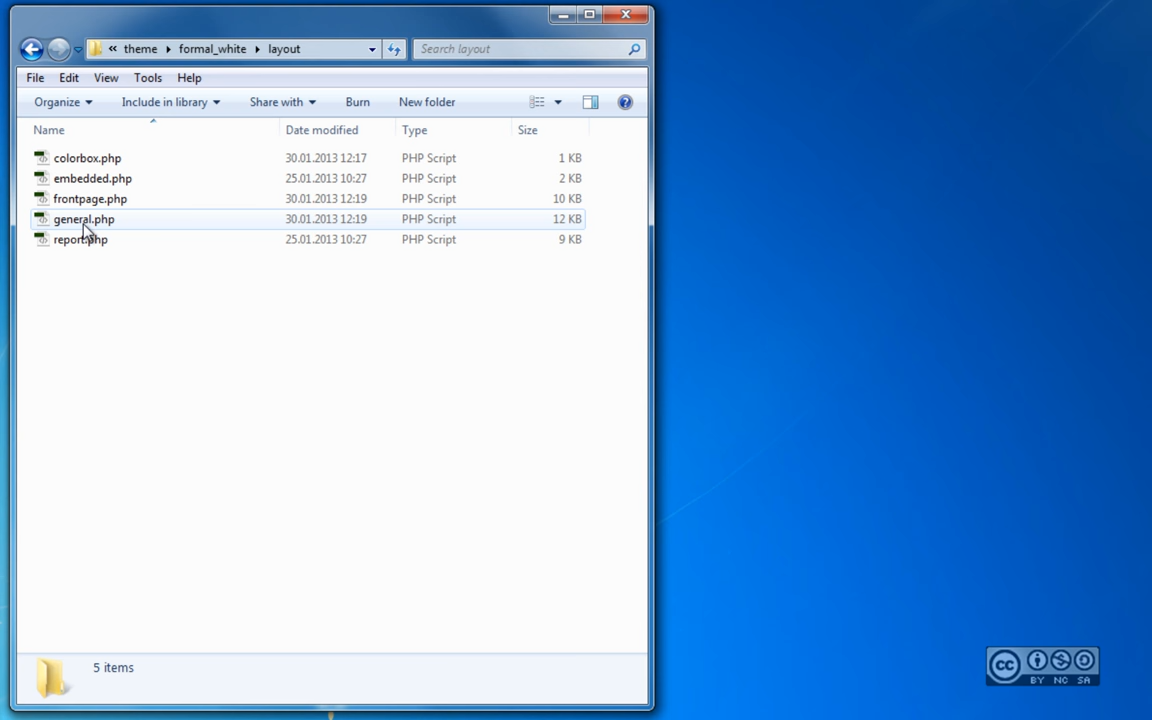 « theme formal_white layout
Search layout
File Edit View Tools Help
Organize Include in library Share with Burn New folder
Name Date modified Type Size
colorbox.php 30.01.2013 12:17 PHP Script 1 KB
embedded.php 25.01.2013 10:27 PHP Script 2 KB
frontpage.php 30.01.2013 12:19 PHP Script 10 KB
general.php 30.01.2013 12:19 PHP Script 12 KB
report.php 25.01.2013 10:27 PHP Script 9 KB
5 items
cc
BY NC SA